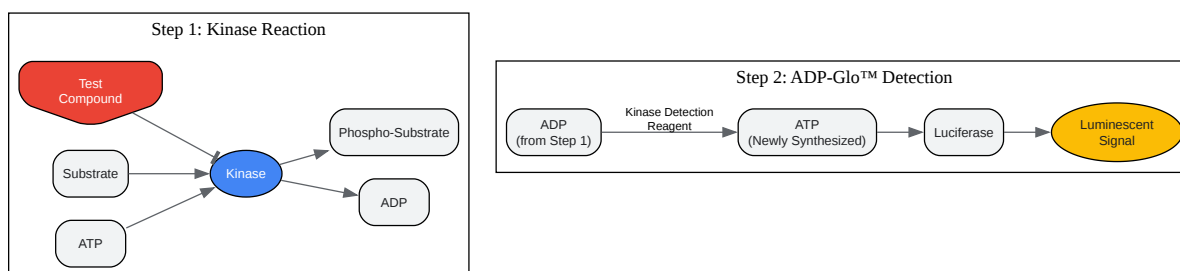 Step 1: Kinase Reaction
Test
Compound
Substrate
ATP
Kinase
Phospho-Substrate
ADP
Step 2: ADP-Glo™ Detection
ADP
(from Step 1)
Kinase Detection
Reagent
ATP
(Newly Synthesized)
Luciferase
Luminescent
Signal